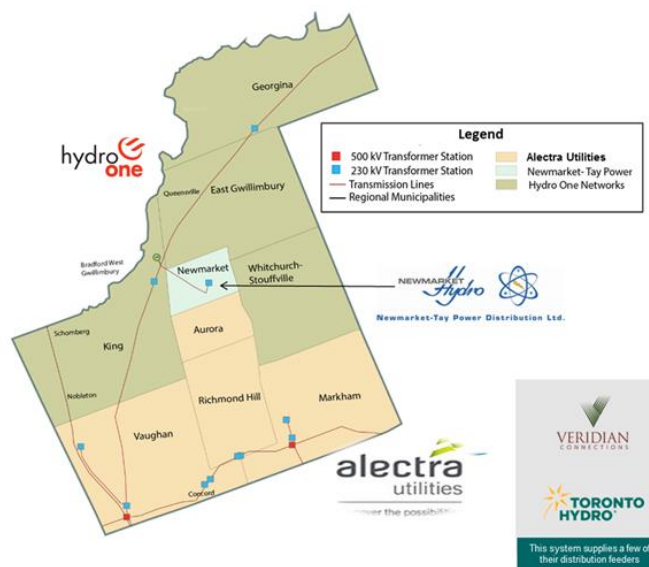 Georgina
hydro
one
Legend
500 kV Transformer Station
230 kV Transformer Station
Transmission Lines
Regional Municipalities
Alectra Utilities
Newmarket-Tay Power
Hydro One Networks
Queensville
East Gwillimbury
Bradford West
Gwillimbury
Newmarket
Whitchurch-
Stouffville
NEWMARKET
Hydro
Newmarket-Tay Power Distribution Ltd.
Schomberg
King
Aurora
Nobleton
Richmond Hill
Markham
Vaughan
Concord
alectra
utilities
over the possibilities
VERIDIAN
CONNECTIONS
TORONTO
HYDRO
This system supplies a few of
their distribution feeders